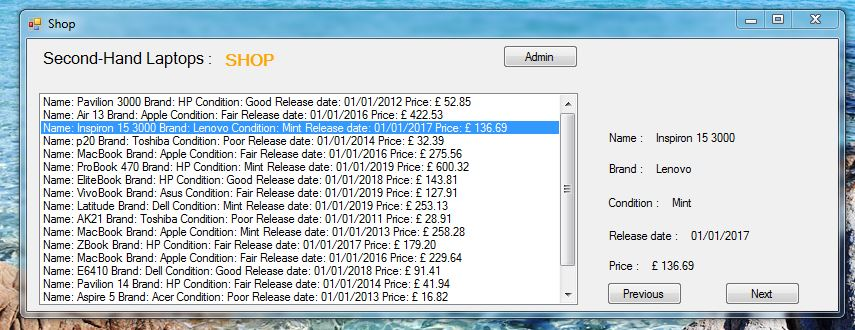 Shop
Second-Hand Laptops : SHOP
Admin
Name: Pavilion 3000 Brand: HP Condition: Good Release date: 01/01/2012 Price: £ 52.85
Name: Air 13 Brand: Apple Condition: Fair Release date: 01/01/2016 Price: £ 422.53
Name: Inspiron 15 3000 Brand: Lenovo Condition: Mint Release date: 01/01/2017 Price: £ 136.69
Name: p20 Brand: Toshiba Condition: Poor Release date: 01/01/2014 Price: £ 32.39
Name: MacBook Brand: Apple Condition: Fair Release date: 01/01/2016 Price: £ 275.56
Name: ProBook 470 Brand: HP Condition: Mint Release date: 01/01/2019 Price: £ 600.32
Name: EliteBook Brand: HP Condition: Good Release date: 01/01/2018 Price: £ 143.81
Name: VivoBook Brand: Asus Condition: Fair Release date: 01/01/2019 Price: £ 127.91
Name: Latitude Brand: Dell Condition: Mint Release date: 01/01/2019 Price: £ 253.13
Name: AK21 Brand: Toshiba Condition: Poor Release date: 01/01/2011 Price: £ 28.91
Name: MacBook Brand: Apple Condition: Mint Release date: 01/01/2013 Price: £ 258.28
Name: ZBook Brand: HP Condition: Fair Release date: 01/01/2017 Price: £ 179.20
Name: MacBook Brand: Apple Condition: Fair Release date: 01/01/2016 Price: £ 229.64
Name: E6410 Brand: Dell Condition: Good Release date: 01/01/2018 Price: £ 91.41
Name: Pavilion 14 Brand: HP Condition: Fair Release date: 01/01/2014 Price: £ 41.94
Name: Aspire 5 Brand: Acer Condition: Poor Release date: 01/01/2013 Price: £ 16.82
Name : Inspiron 15 3000
Brand : Lenovo
Condition : Mint
Release date : 01/01/2017
Price : £ 136.69
Previous
Next